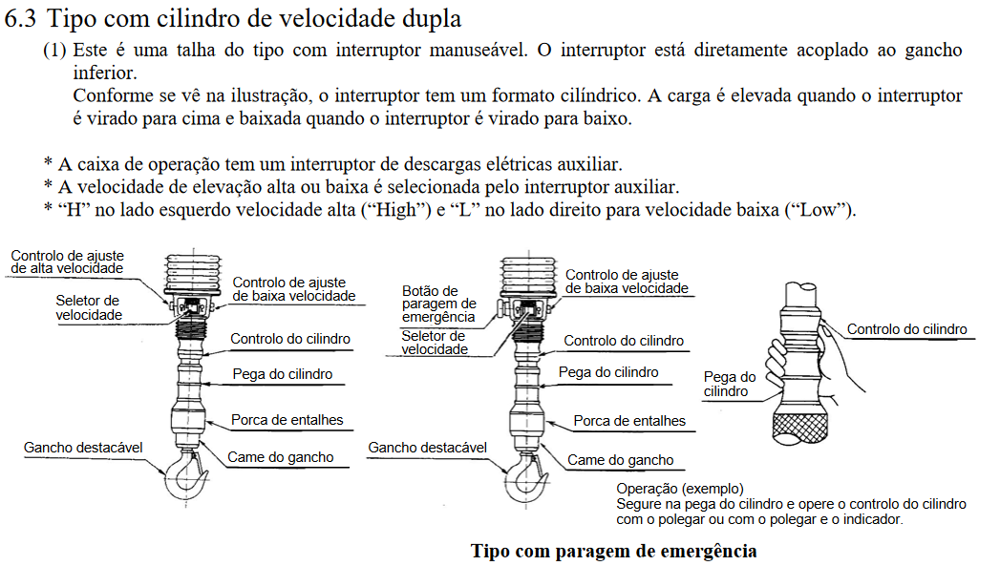 6.3 Tipo com cilindro de velocidade dupla
(1) Este é uma talha do tipo com interruptor manuseável. O interruptor está diretamente acoplado ao gancho
inferior.
Conforme se vê na ilustração, o interruptor tem um formato cilíndrico. A carga é elevada quando o interruptor
é virado para cima e baixada quando o interruptor é virado para baixo.
* A caixa de operação tem um interruptor de descargas elétricas auxiliar.
* A velocidade de elevação alta ou baixa é selecionada pelo interruptor auxiliar.
* “H” no lado esquerdo velocidade alta (“High”) e “L” no lado direito para velocidade baixa (“Low”).
Controlo de ajuste
de alta velocidade
Seletor de
velocidade
Controlo de ajuste
de baixa velocidade
Controlo do cilindro
Pega do cilindro
Porca de entalhes
Gancho destacável
Came do gancho
Botão de
paragem de
emergência
Seletor de
velocidade
Controlo de ajuste
de baixa velocidade
Controlo do cilindro
Pega do cilindro
Porca de entalhes
Gancho destacável
Came do gancho
Controlo do cilindro
Pega do
cilindro
Operação (exemplo)
Segure na pega do cilindro e opere o controlo do cilindro
com o polegar ou com o polegar e o indicador.
Tipo com paragem de emergência